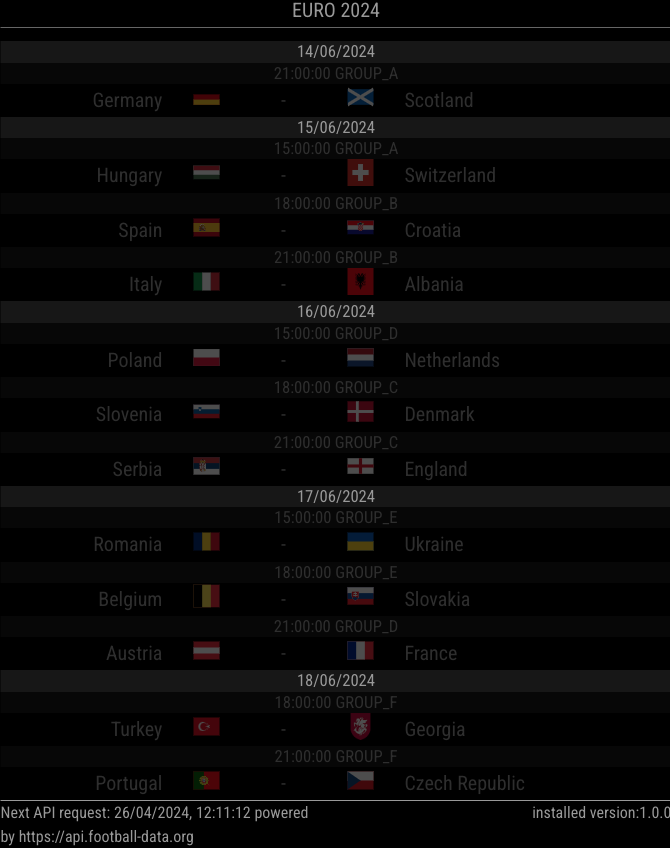 EURO 2024
14/06/2024
21:00:00 GROUP_A
Germany - Scotland
15/06/2024
15:00:00 GROUP_A
Hungary - Switzerland
18:00:00 GROUP_B
Spain - Croatia
21:00:00 GROUP_B
Italy - Albania
16/06/2024
15:00:00 GROUP_D
Poland - Netherlands
18:00:00 GROUP_C
Slovenia - Denmark
21:00:00 GROUP_C
Serbia - England
17/06/2024
15:00:00 GROUP_E
Romania - Ukraine
18:00:00 GROUP_E
Belgium - Slovakia
21:00:00 GROUP_D
Austria - France
18/06/2024
18:00:00 GROUP_F
Turkey - Georgia
21:00:00 GROUP_F
Portugal - Czech Republic
Next API request: 26/04/2024, 12:11:12 powered installed version:1.0.0
by https://api.football-data.org